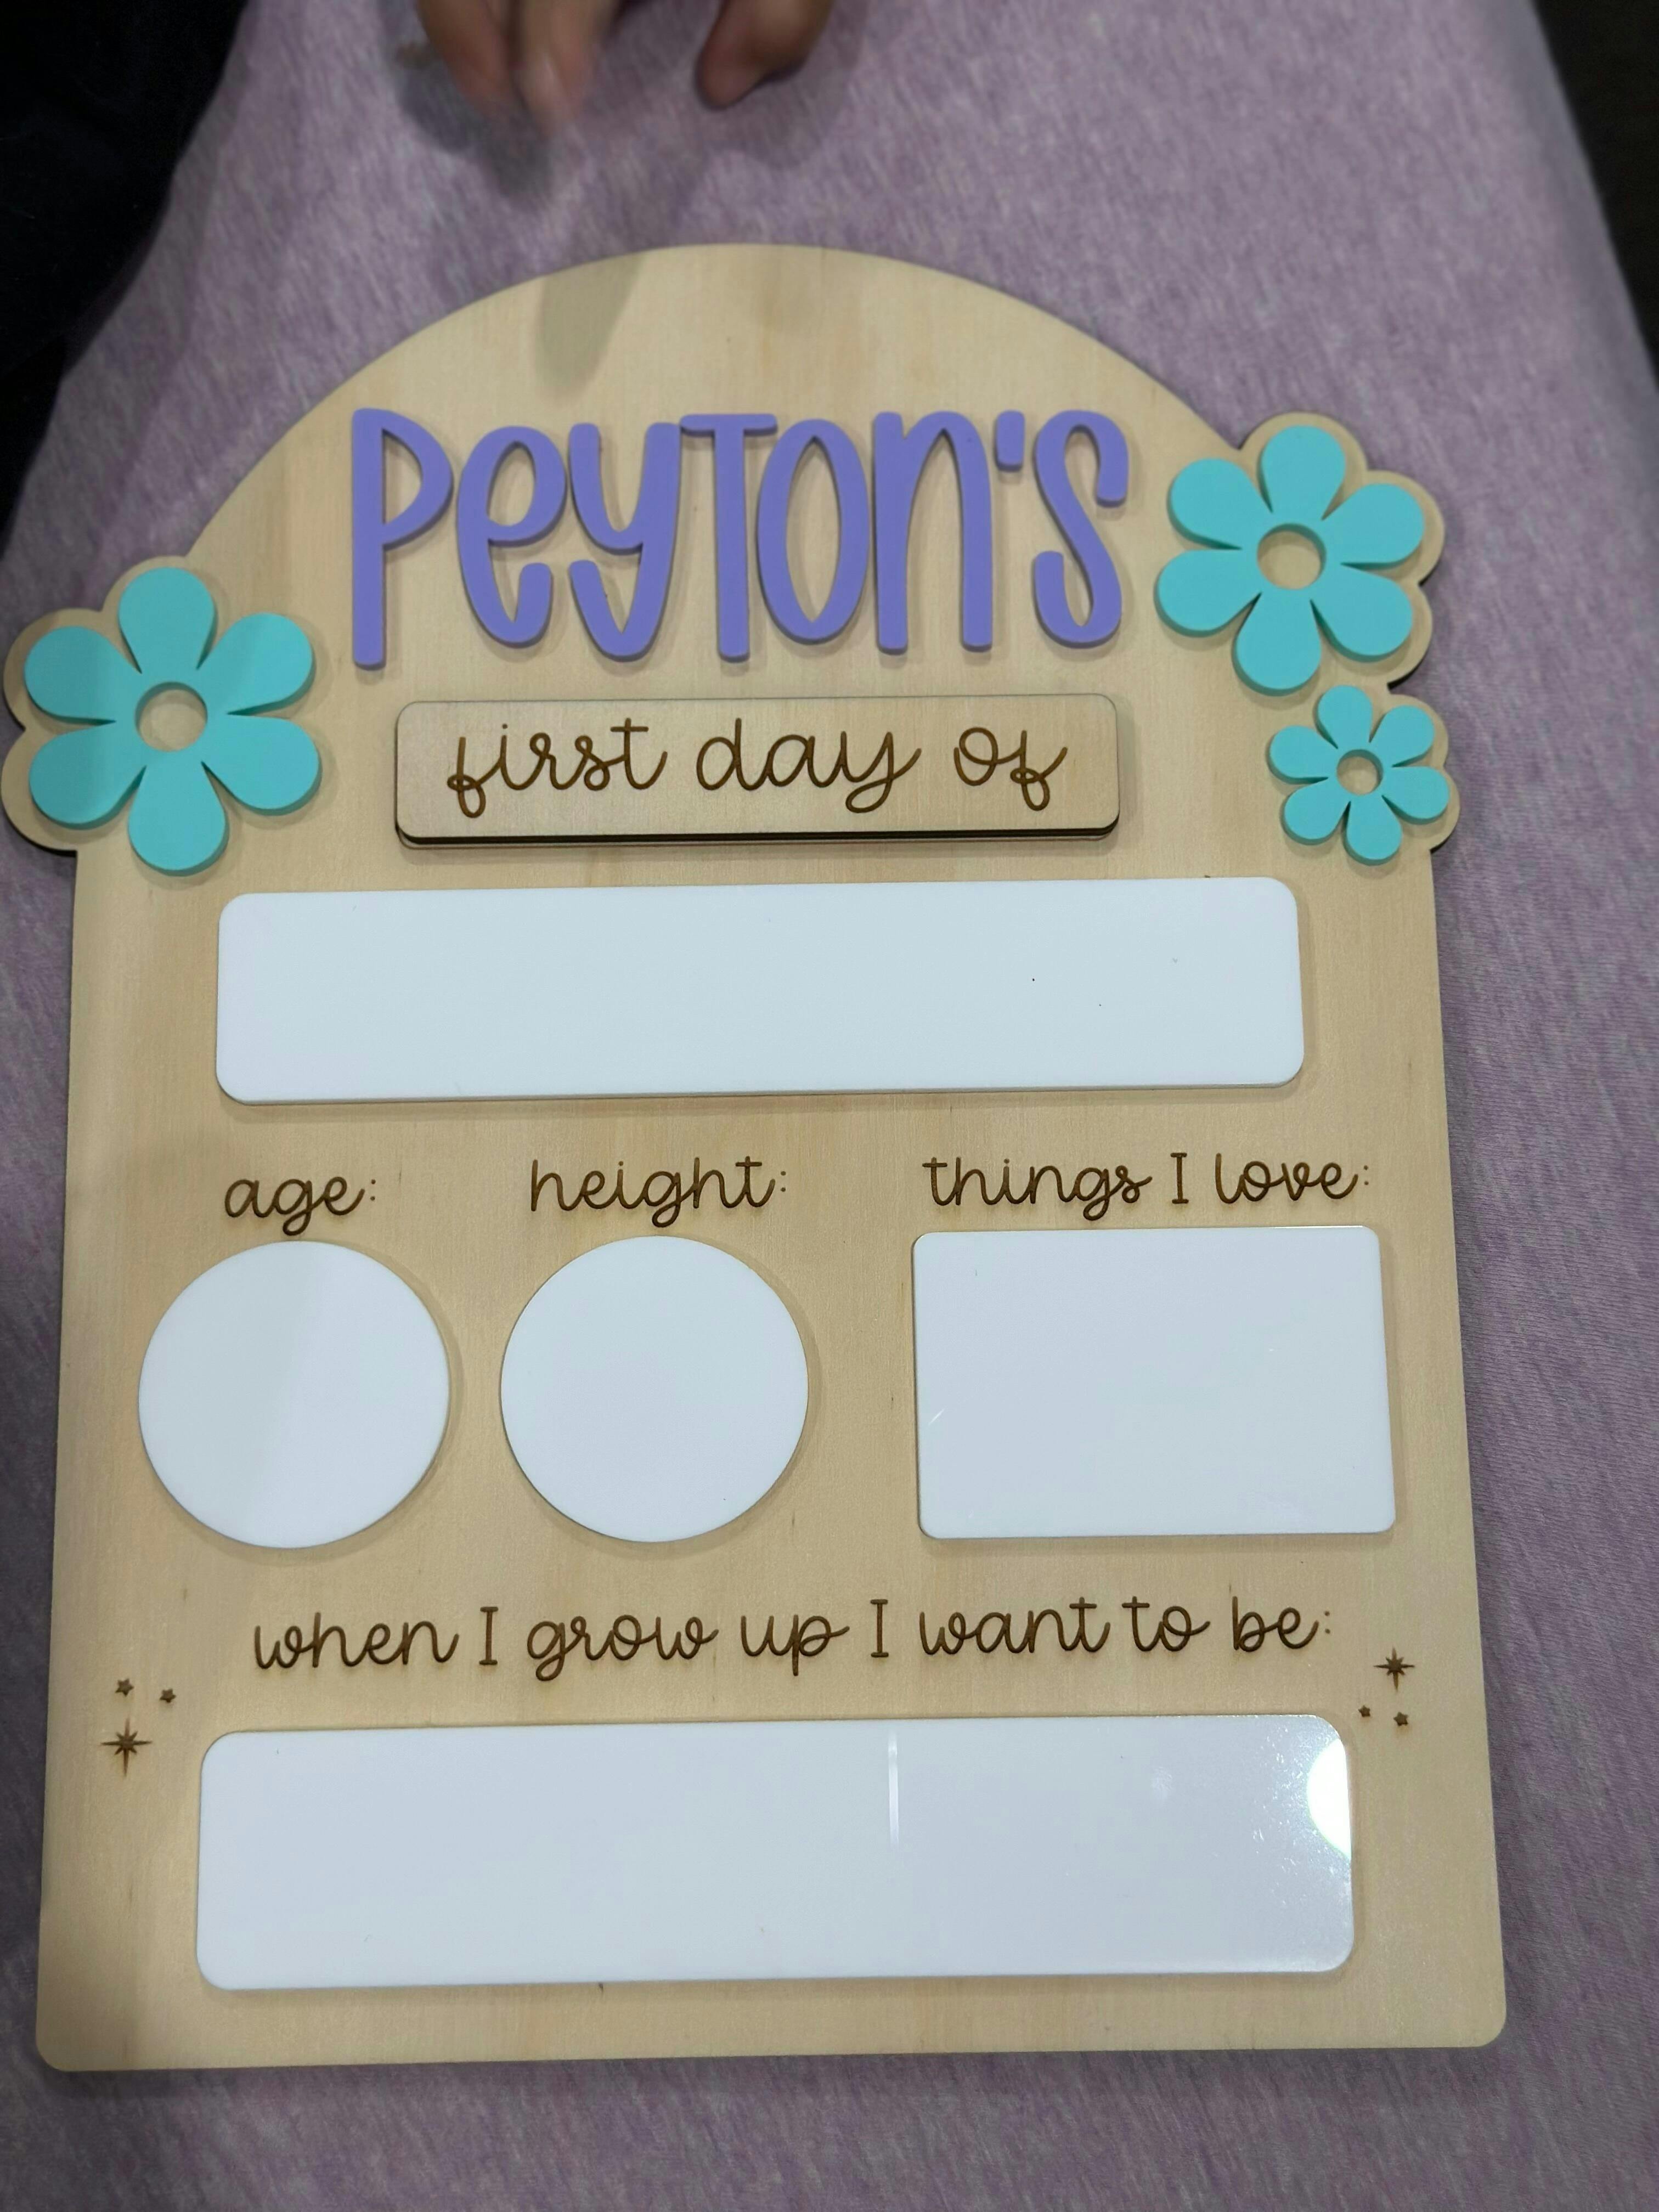 PeyTon's
first day of
age: height: things I love:
when I grow up I want to be: